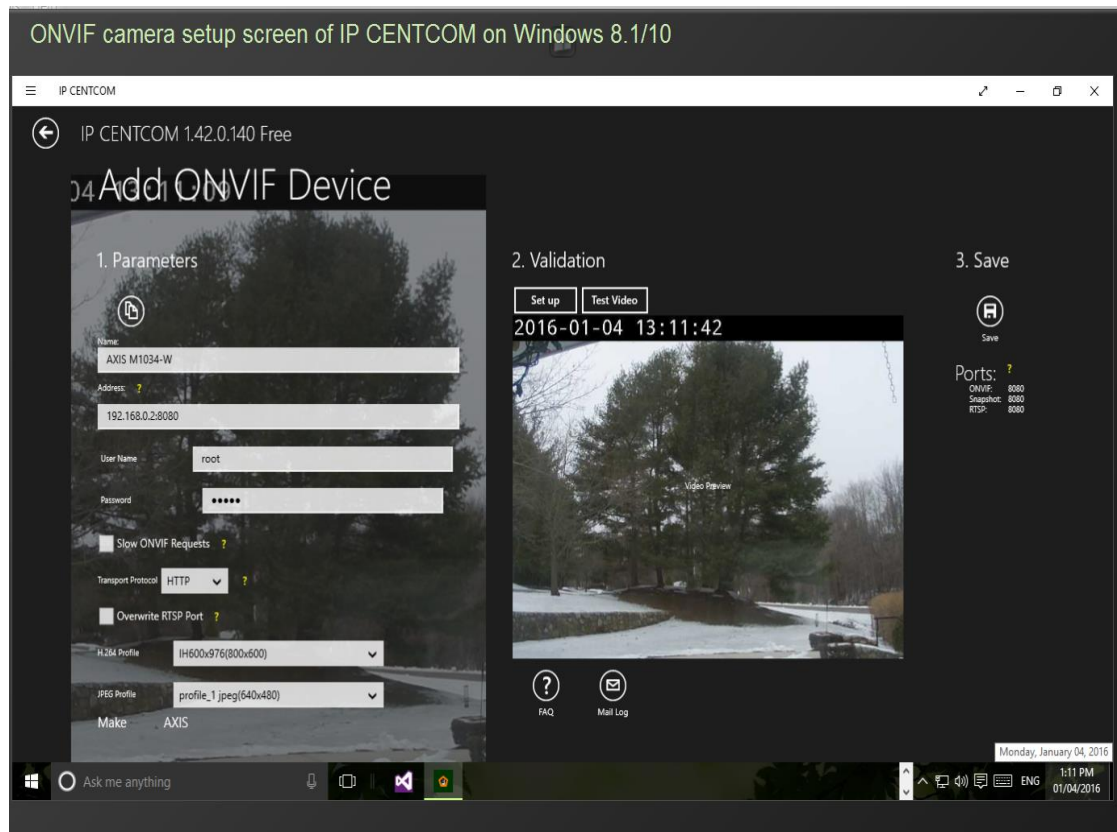 ONVIF camera setup screen of IP CENTCOM on Windows 8.1/10
IP CENTCOM
IP CENTCOM 1.42.0.140 Free
04 13:11:09
Add ONVIF Device
1. Parameters
Name:
AXIS M1034-W
Address: ?
192.168.0.2:8080
User Name root
Password •••••
Slow ONVIF Requests ?
Transport Protocol HTTP ?
Overwrite RTSP Port ?
H.264 Profile IH600x976(800x600)
JPEG Profile profile_1 jpeg(640x480)
Make AXIS
2. Validation
Set up Test Video
2016-01-04 13:11:42
Video Preview
? 
FAQ Mail Log
3. Save
Save
Ports: ?
ONVIF: 8080
Snapshot: 8080
RTSP: 8080
Monday, January 04, 2016
Ask me anything
ENG
1:11 PM
01/04/2016